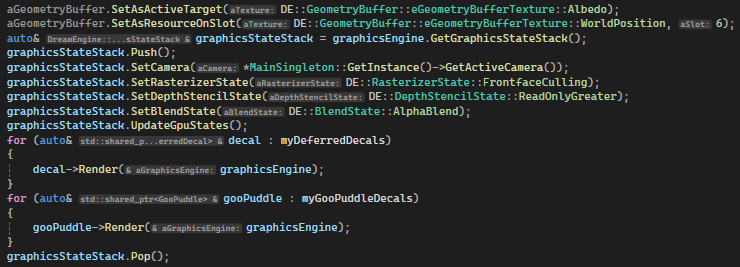 aGeometryBuffer.SetAsActiveTarget(aTexture: DE::GeometryBuffer::eGeometryBufferTexture::Albedo);
aGeometryBuffer.SetAsResourceOnSlot(aTexture: DE::GeometryBuffer::eGeometryBufferTexture::WorldPosition, aSlot: 6);
auto& DreamEngine::...sStateStack & graphicsStateStack = graphicsEngine.GetGraphicsStateStack();
graphicsStateStack.Push();
graphicsStateStack.SetCamera(aCamera: *MainSingleton::GetInstance()->GetActiveCamera());
graphicsStateStack.SetRasterizerState(aRasterizerState: DE::RasterizerState::FrontfaceCulling);
graphicsStateStack.SetDepthStencilState(aDepthStencilState: DE::DepthStencilState::ReadOnlyGreater);
graphicsStateStack.SetBlendState(aBlendState: DE::BlendState::AlphaBlend);
graphicsStateStack.UpdateGpuStates();
for (auto& std::shared_p...erredDecal> & decal : myDeferredDecals)
{
decal->Render(& aGraphicsEngine: graphicsEngine);
}
for (auto& std::shared_ptr<GooPuddle> & gooPuddle : myGooPuddleDecals)
{
gooPuddle->Render(& aGraphicsEngine: graphicsEngine);
}
graphicsStateStack.Pop();